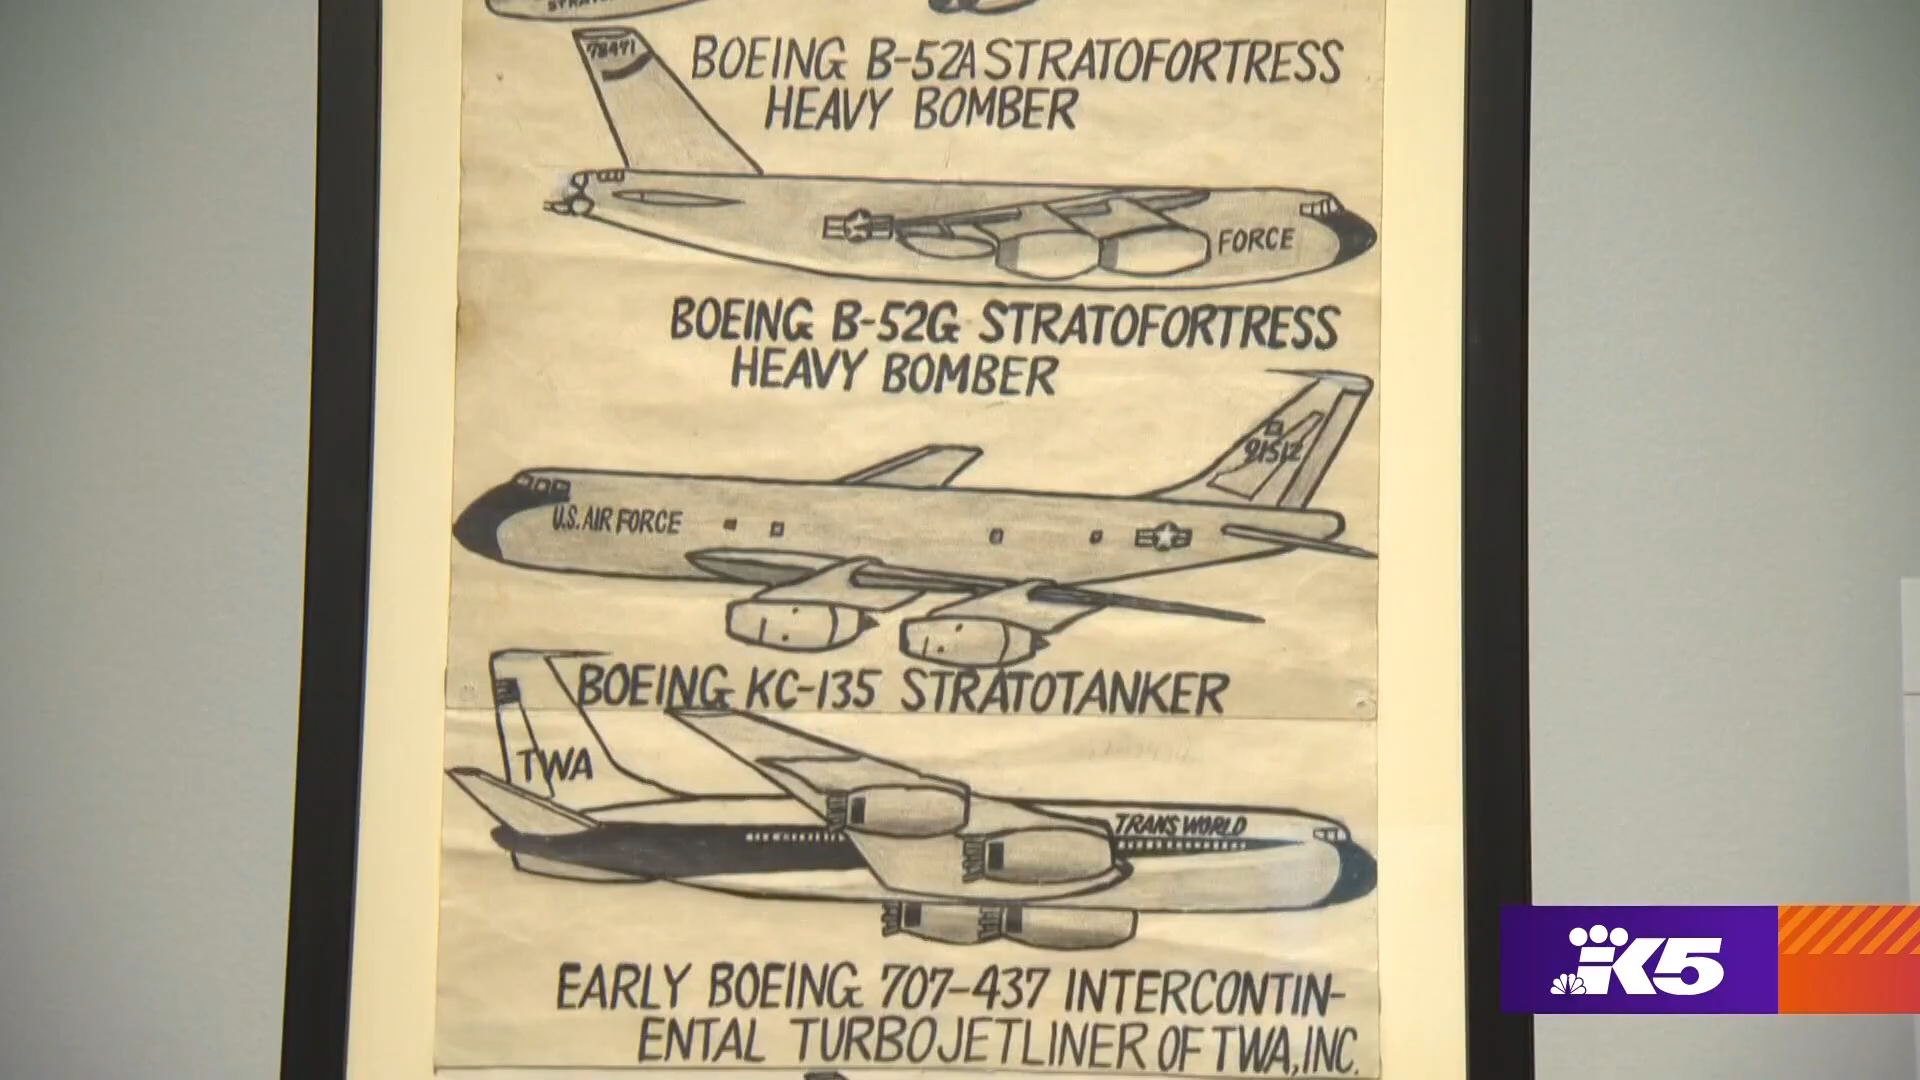 BOEING B-52A STRATOFORTRESS
HEAVY BOMBER
78471
FORCE
BOEING B-52G STRATOFORTRESS
HEAVY BOMBER
91512
U.S. AIR FORCE
BOEING KC-135 STRATOTANKER
TWA
TRANS WORLD
EARLY BOEING 707-437 INTERCONTIN-
ENTAL TURBOJETLINER OF TWA, INC.
K5